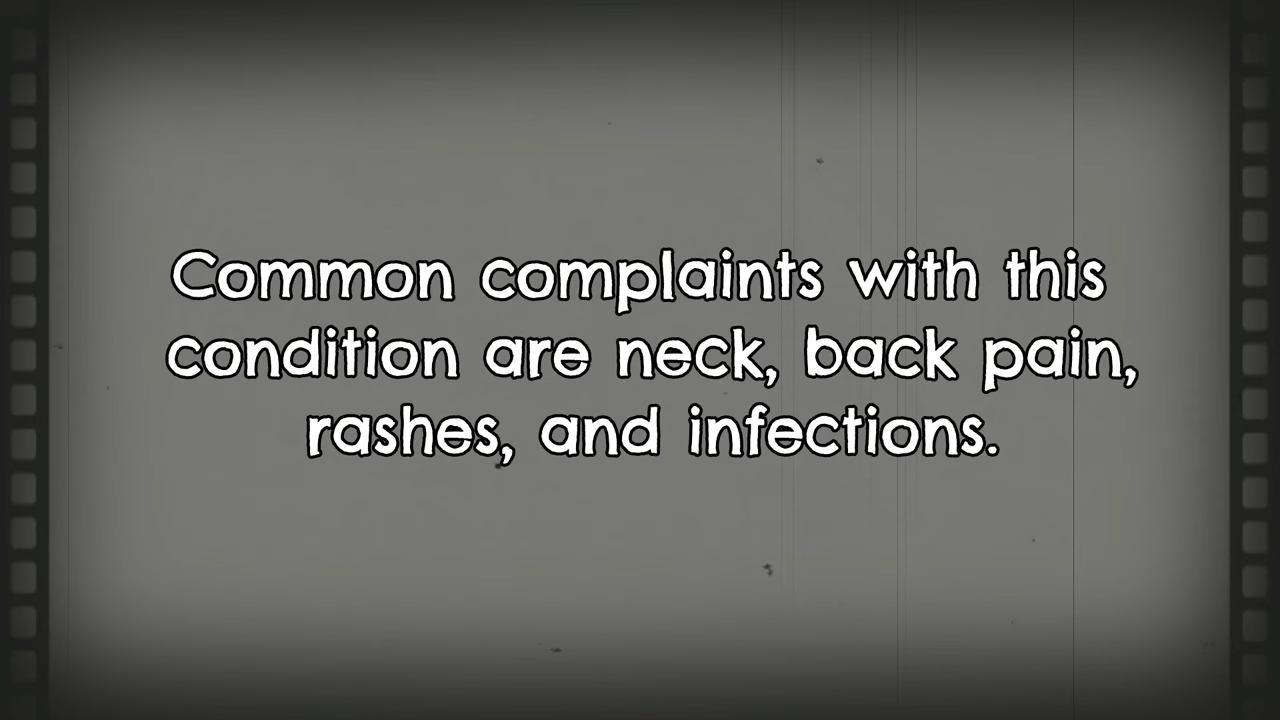 Common complaints with this
condition are neck, back pain,
rashes, and infections.